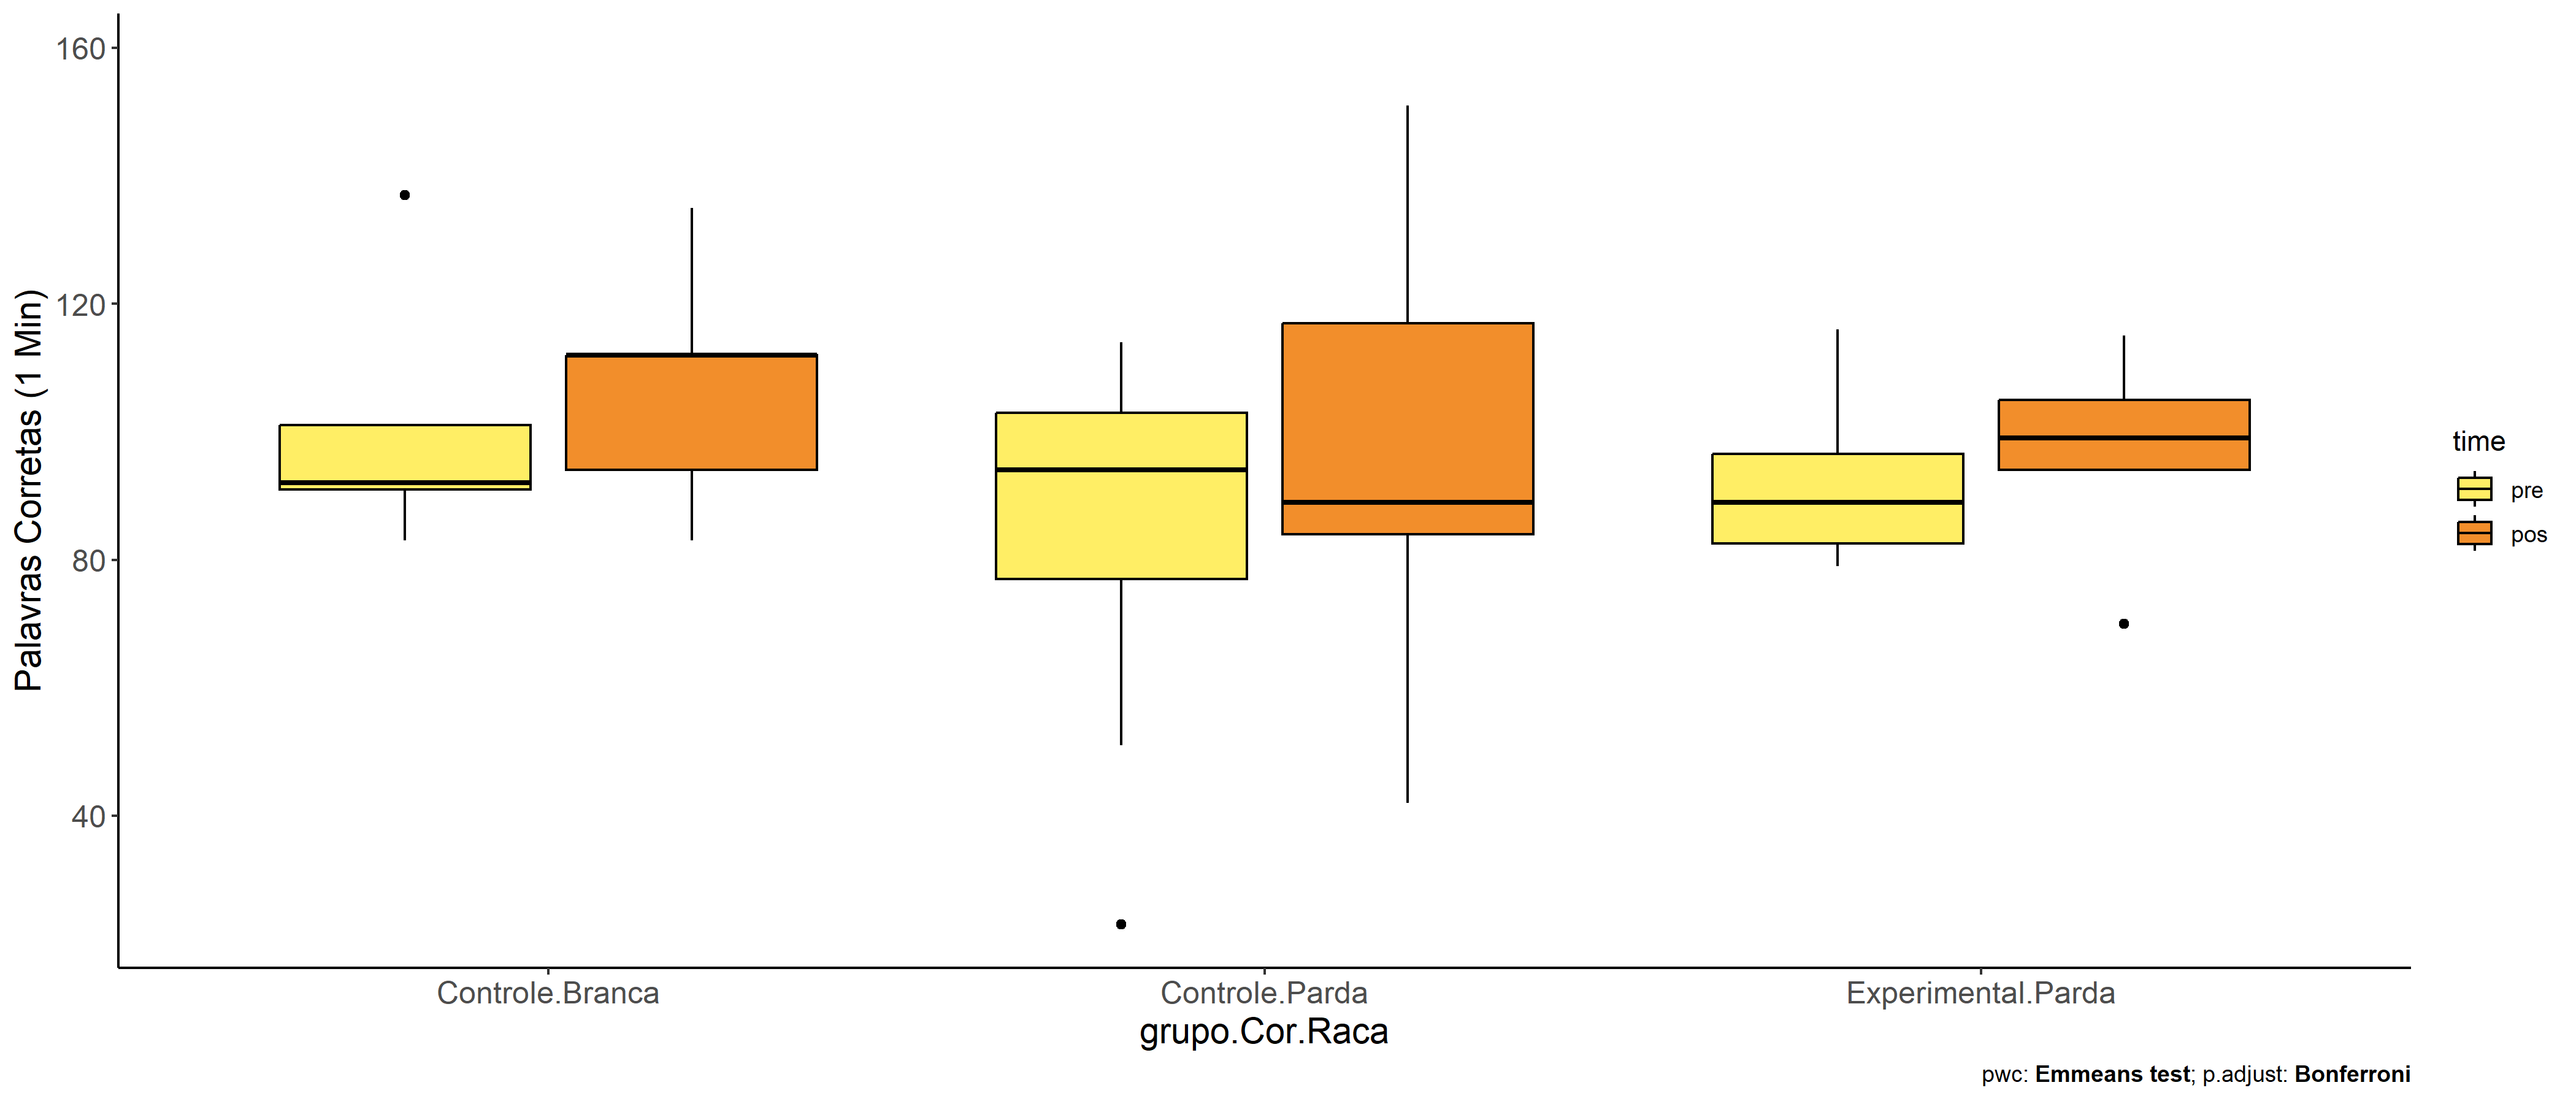 Palavras Corretas (1 Min)
160
120
80
40
Controle.Branca
Controle.Parda
Experimental.Parda
grupo.Cor.Raca
time
pre
pos
pwc: Emmeans test; p.adjust: Bonferroni